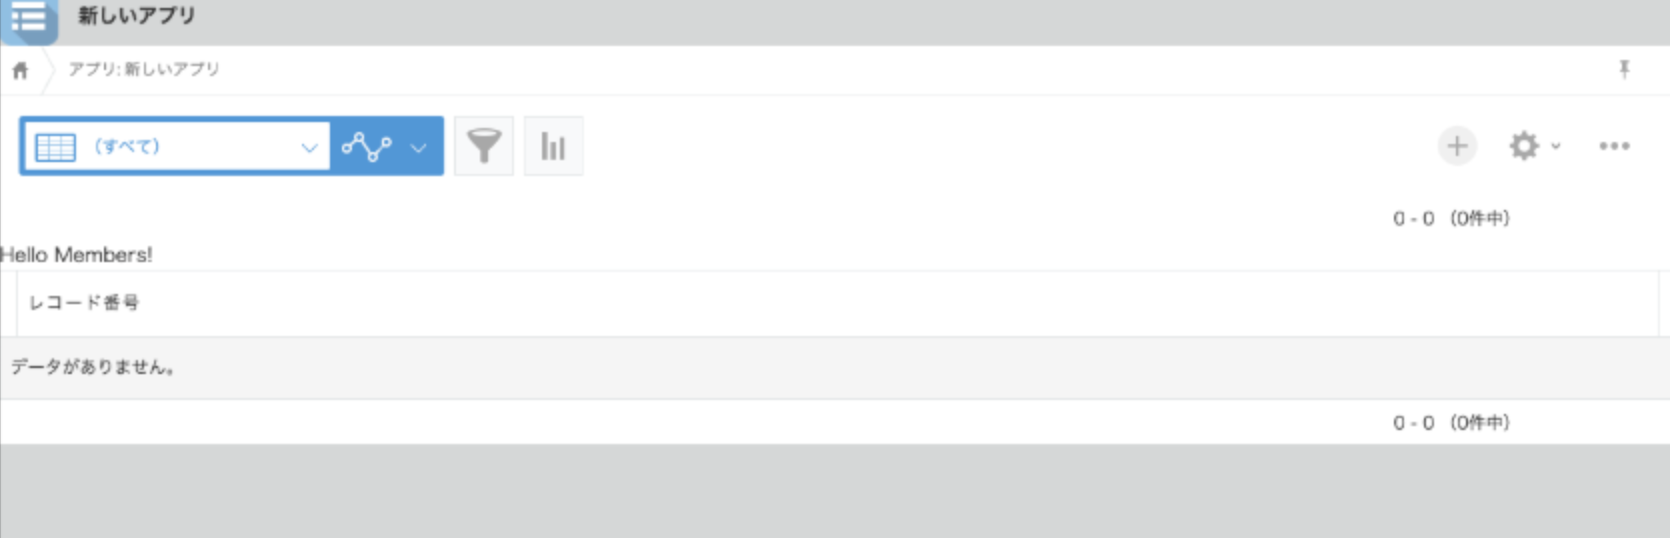 新しいアプリ
アプリ: 新しいアプリ
(すべて)
0 - 0 (0件中)
Hello Members!
レコード番号
データがありません。
0 - 0 (0件中)